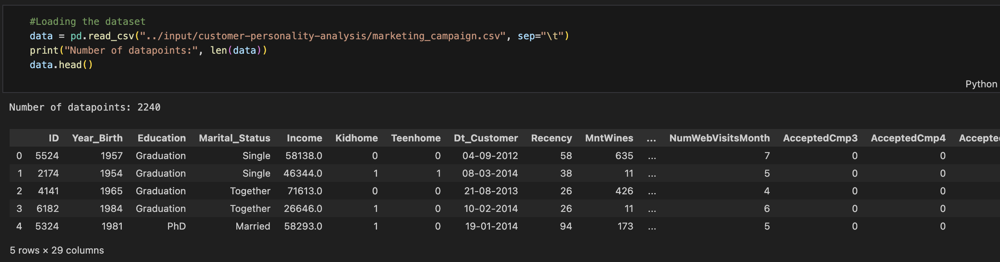 #Loading the dataset
data = pd.read_csv("../input/customer-personality-analysis/marketing_campaign.csv", sep="\t")
print("Number of datapoints:", len(data))
data.head()
Python
Number of datapoints: 2240
ID Year_Birth Education Marital_Status Income Kidhome Teenhome Dt_Customer Recency MntWines ... NumWebVisitsMonth AcceptedCmp3 AcceptedCmp4
0 5524 1957 Graduation Single 58138.0 0 0 04-09-2012 58 635 ... 7 0 0
1 2174 1954 Graduation Single 46344.0 1 1 08-03-2014 38 11 ... 5 0 0
2 4141 1965 Graduation Together 71613.0 0 0 21-08-2013 26 426 ... 4 0 0
3 6182 1984 Graduation Together 26646.0 1 0 10-02-2014 26 11 ... 6 0 0
4 5324 1981 PhD Married 58293.0 1 0 19-01-2014 94 173 ... 5 0 0
5 rows × 29 columns